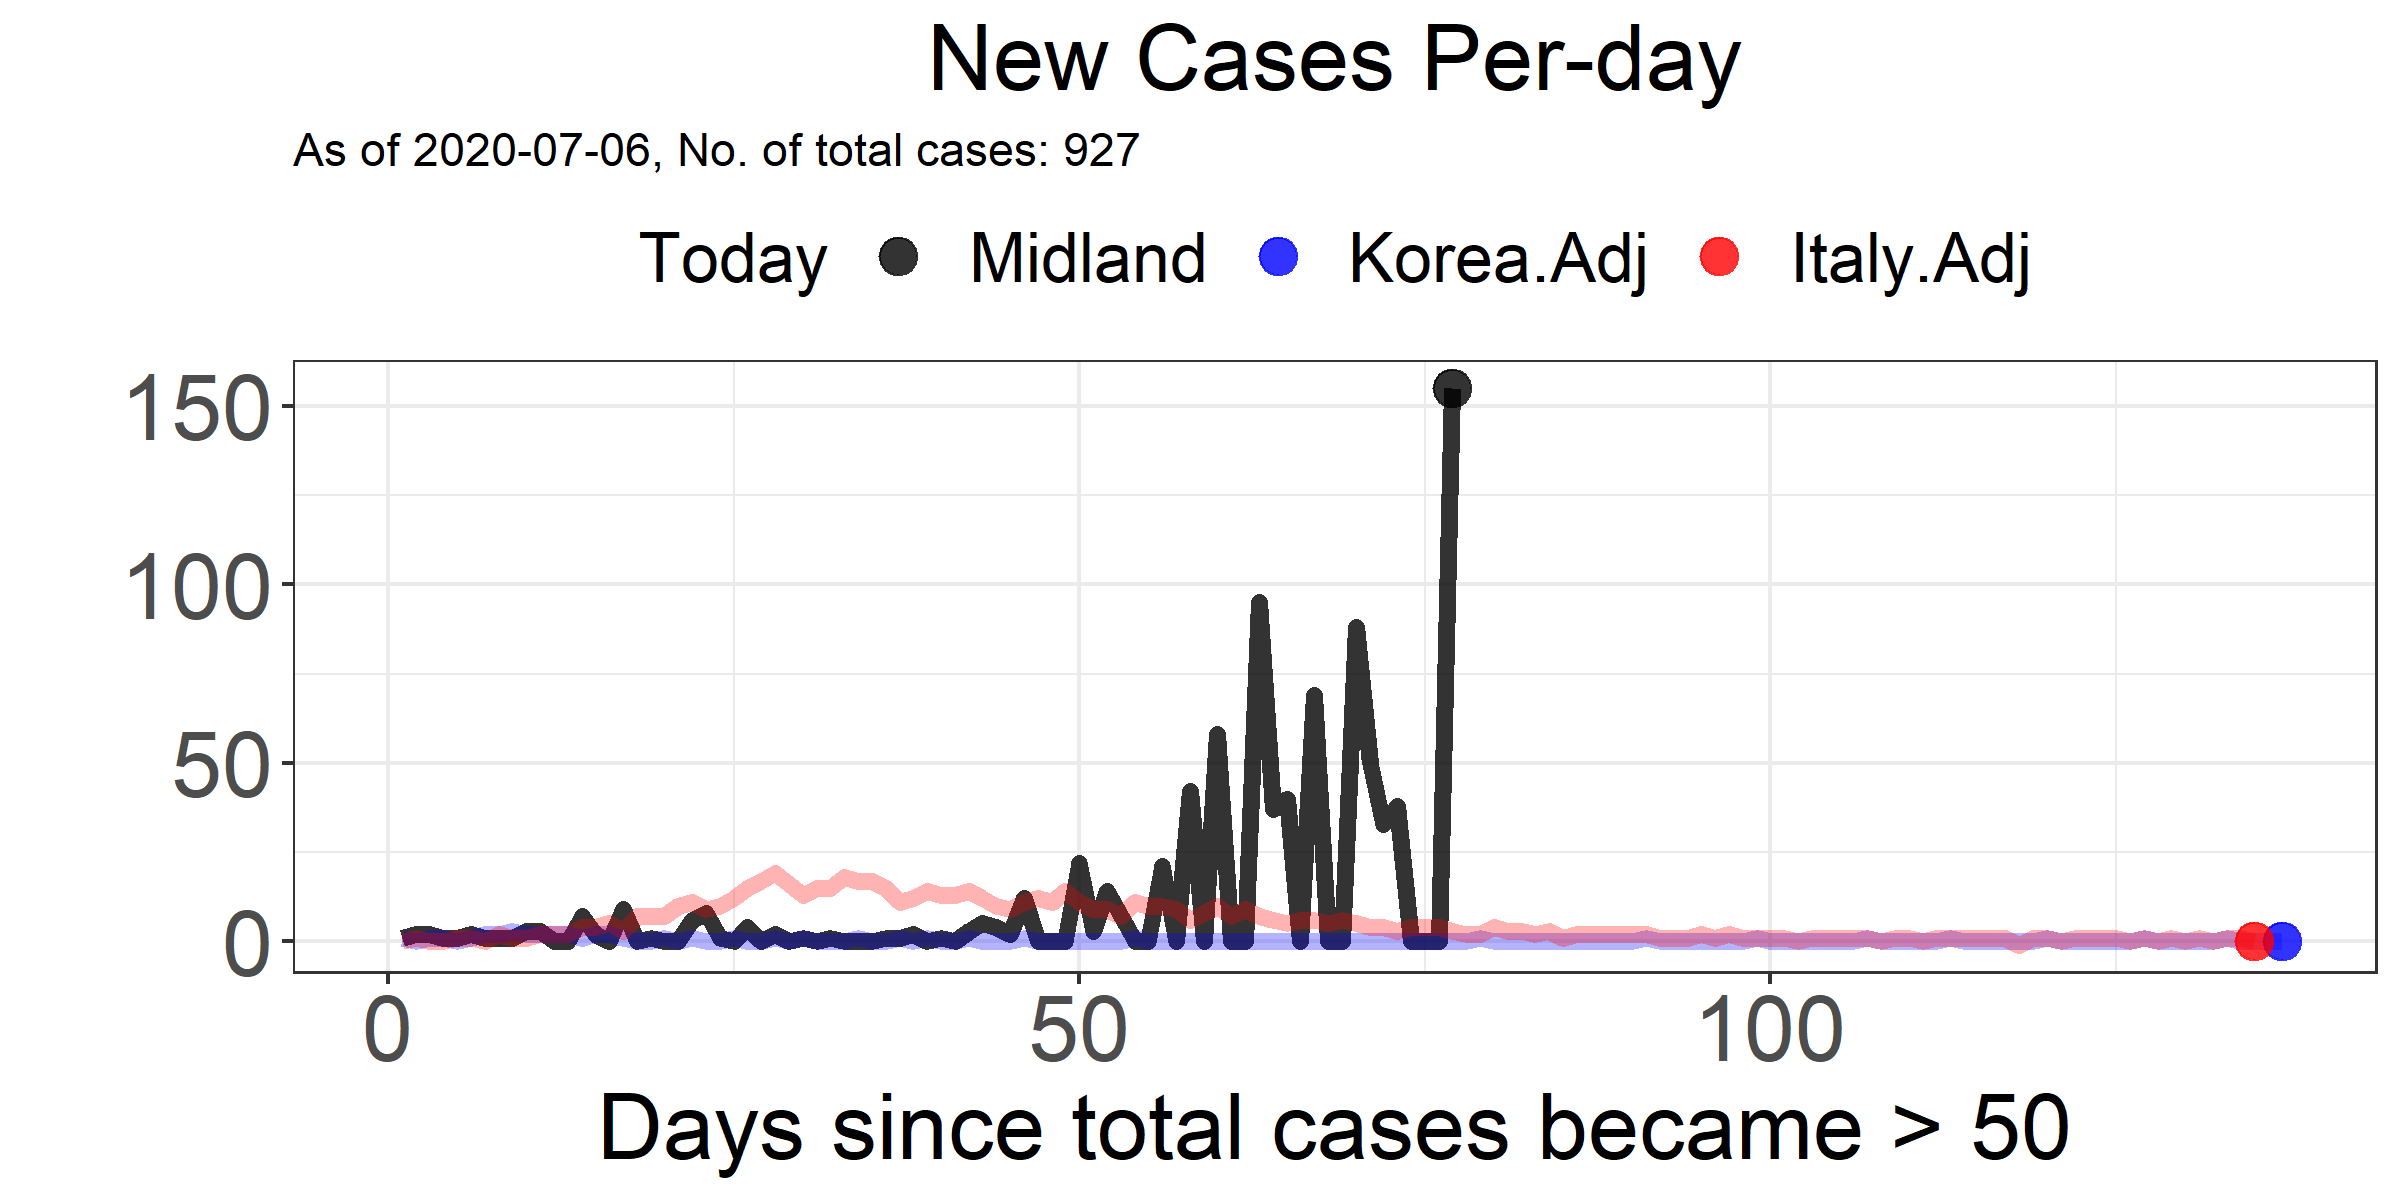 New Cases Per-day
As of 2020-07-06, No. of total cases: 927
Today Midland Korea.Adj Italy.Adj
150
100
50
0
0 50 100
Days since total cases became > 50